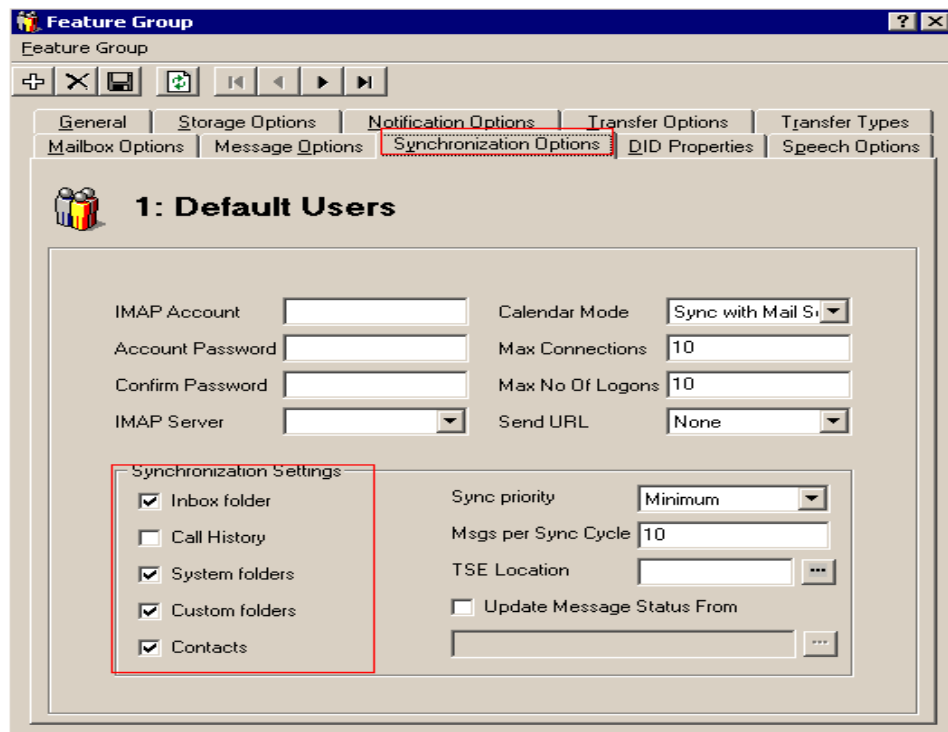 Feature Group
Feature Group
General Storage Options Notification Options Transfer Options Transfer Types
Mailbox Options Message Options Synchronization Options DID Properties Speech Options
1: Default Users
IMAP Account Calendar Mode Sync with Mail S
Account Password Max Connections 10
Confirm Password Max No Of Logons 10
IMAP Server Send URL None
Synchronization Settings
Inbox folder Sync priority Minimum
Call History Msgs per Sync Cycle 10
System folders TSE Location ...
Custom folders Update Message Status From
Contacts ...